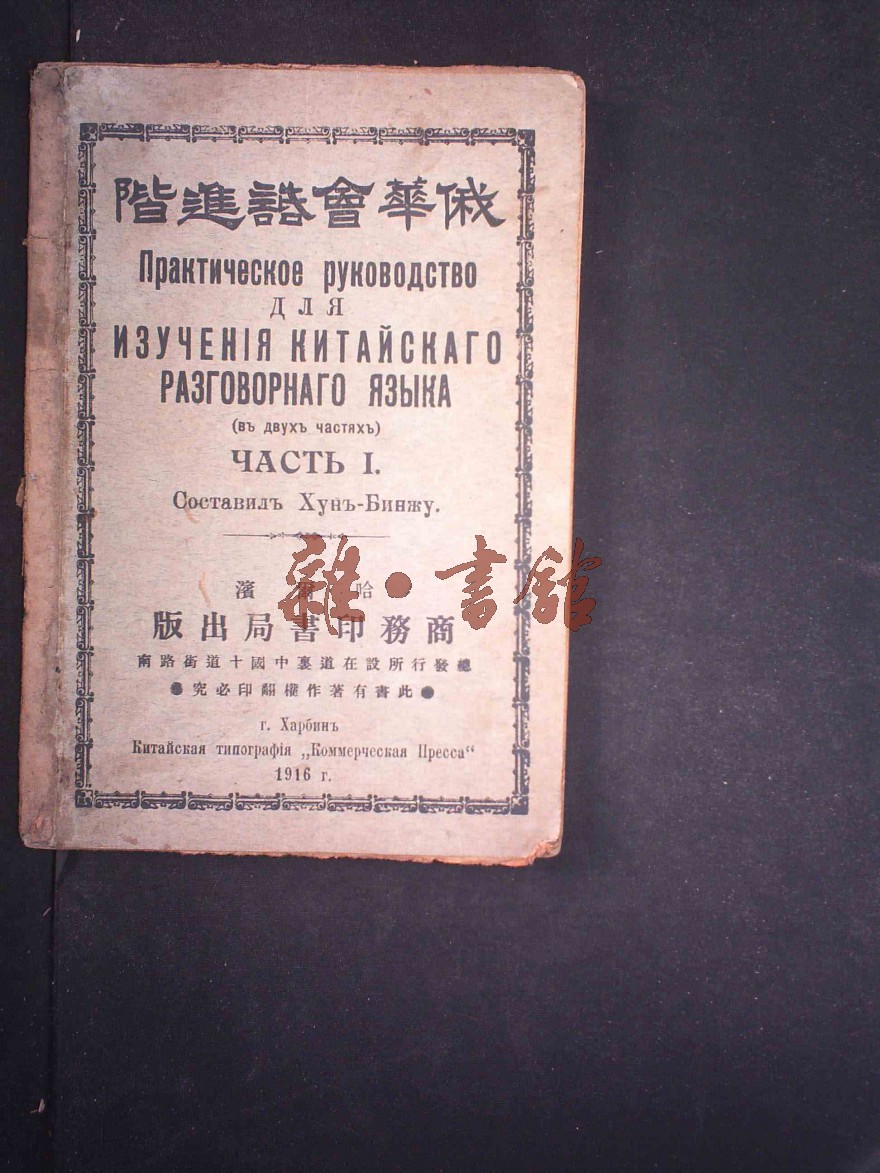 俄華會話進階
Практическое руководство
ДЛЯ
ИЗУЧЕНІЯ КИТАЙСКАГО
РАЗГОВОРНАГО ЯЗЫКА
(въ двухъ частяхъ)
ЧАСТЬ I.
Составилъ Хунъ-Бинжу.
哈爾濱
雜·書館
商務印書局出版
總發行所設在道裏中國十道街路南
●此書有著作權翻印必究●
г. Харбинъ
Китайская типографія „Коммерческая Пресса“
1916 г.